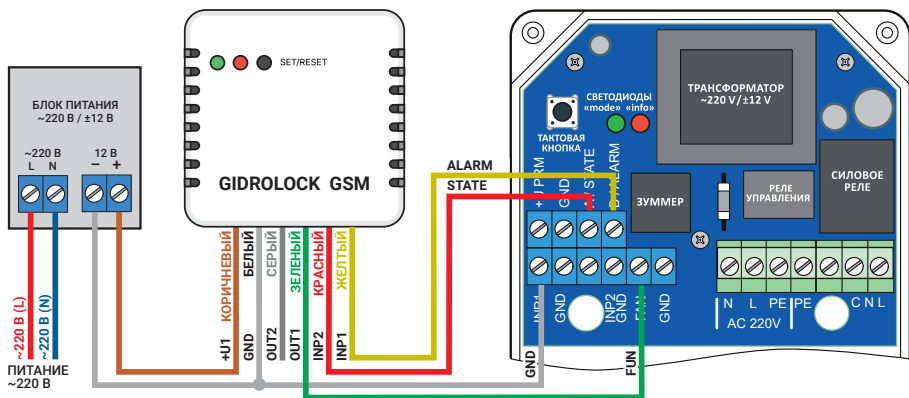 БЛОК ПИТАНИЯ
~220 В / ±12 В
~220 В
L N
12 В
− +
~220 В (L)
~220 В (N)
ПИТАНИЕ
~220 В
SET/RESET
GIDROLOCK GSM
КОРИЧНЕВЫЙ
БЕЛЫЙ
СЕРЫЙ
ЗЕЛЕНЫЙ
КРАСНЫЙ
ЖЕЛТЫЙ
+U1
GND
OUT2
OUT1
INP2
INP1
ALARM
STATE
GND
FUN
ТРАНСФОРМАТОР
~220 V/±12 V
СВЕТОДИОДЫ
«mode» «info»
ТАКТОВАЯ
КНОПКА
+U PRM
GND
A / STATE
B / ALARM
ЗУММЕР
РЕЛЕ
УПРАВЛЕНИЯ
СИЛОВОЕ
РЕЛЕ
INP1
GND
INP2
GND
FAN
GND
N L PE PE C N L
AC 220V